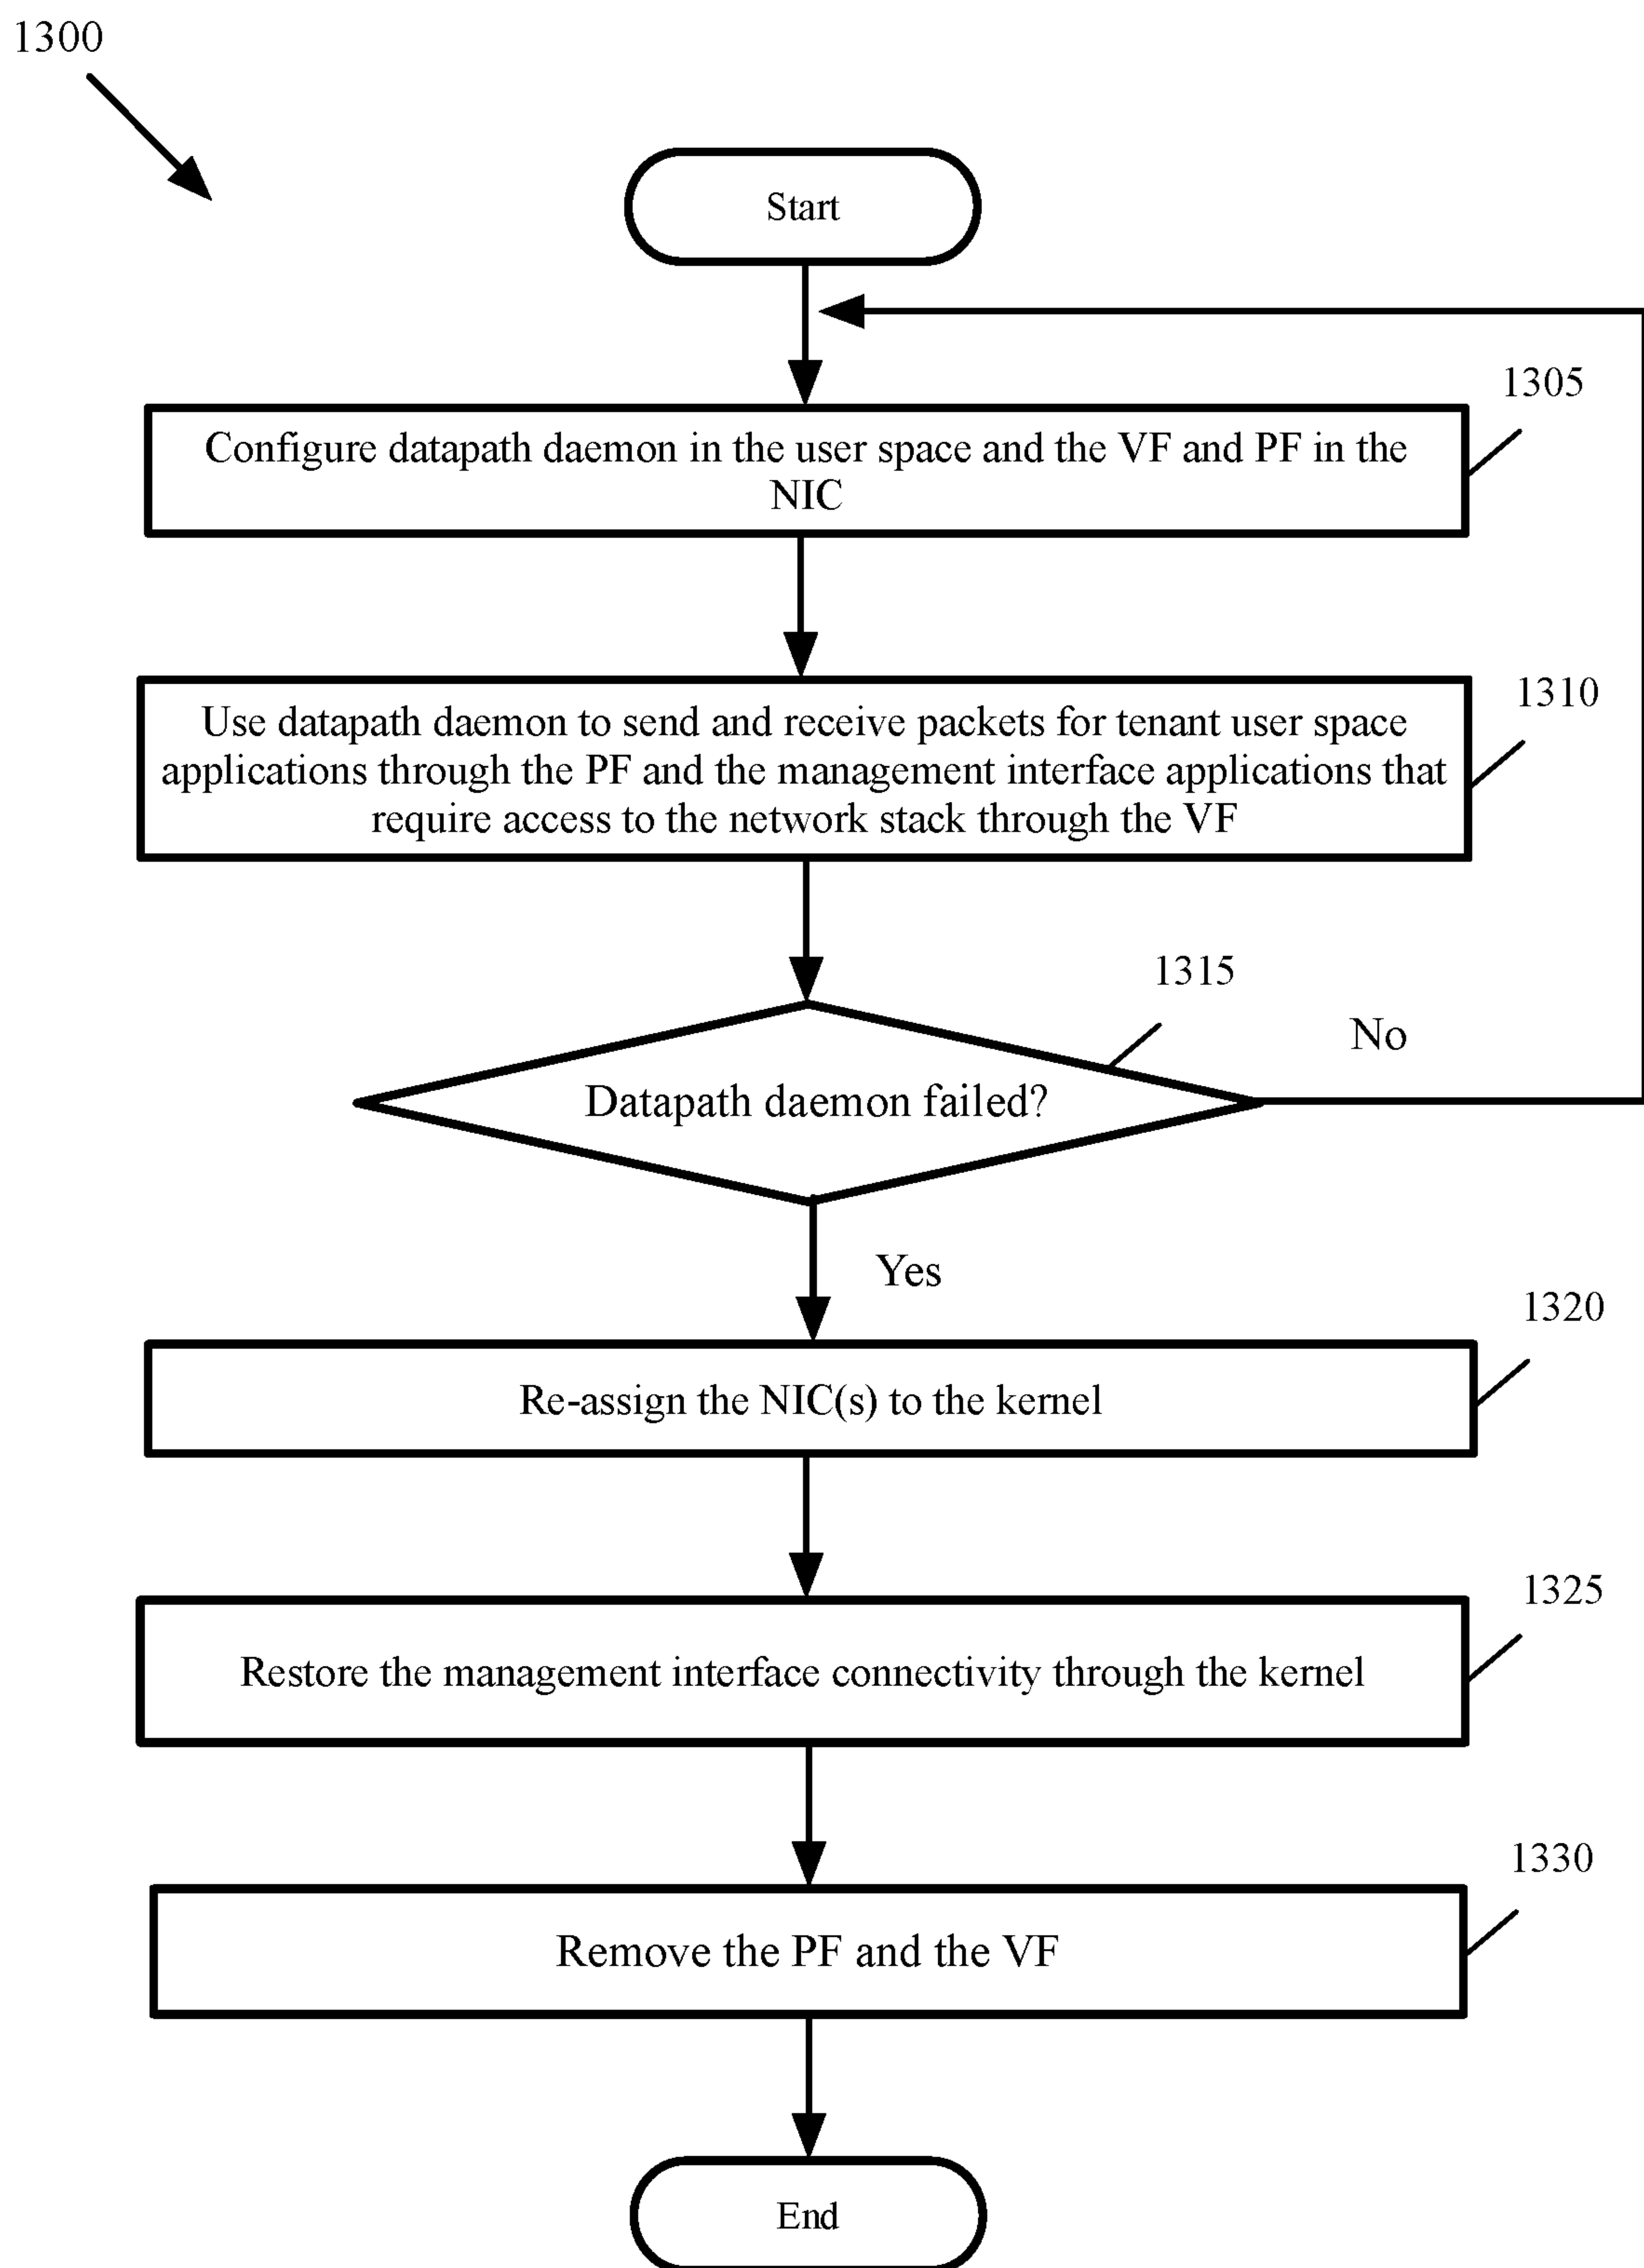 1300
Start
1305
Configure datapath daemon in the user space and the VF and PF in the
NIC
1310
Use datapath daemon to send and receive packets for tenant user space
applications through the PF and the management interface applications that
require access to the network stack through the VF
1315
No
Datapath daemon failed?
Yes
1320
Re-assign the NIC(s) to the kernel
1325
Restore the management interface connectivity through the kernel
1330
Remove the PF and the VF
End